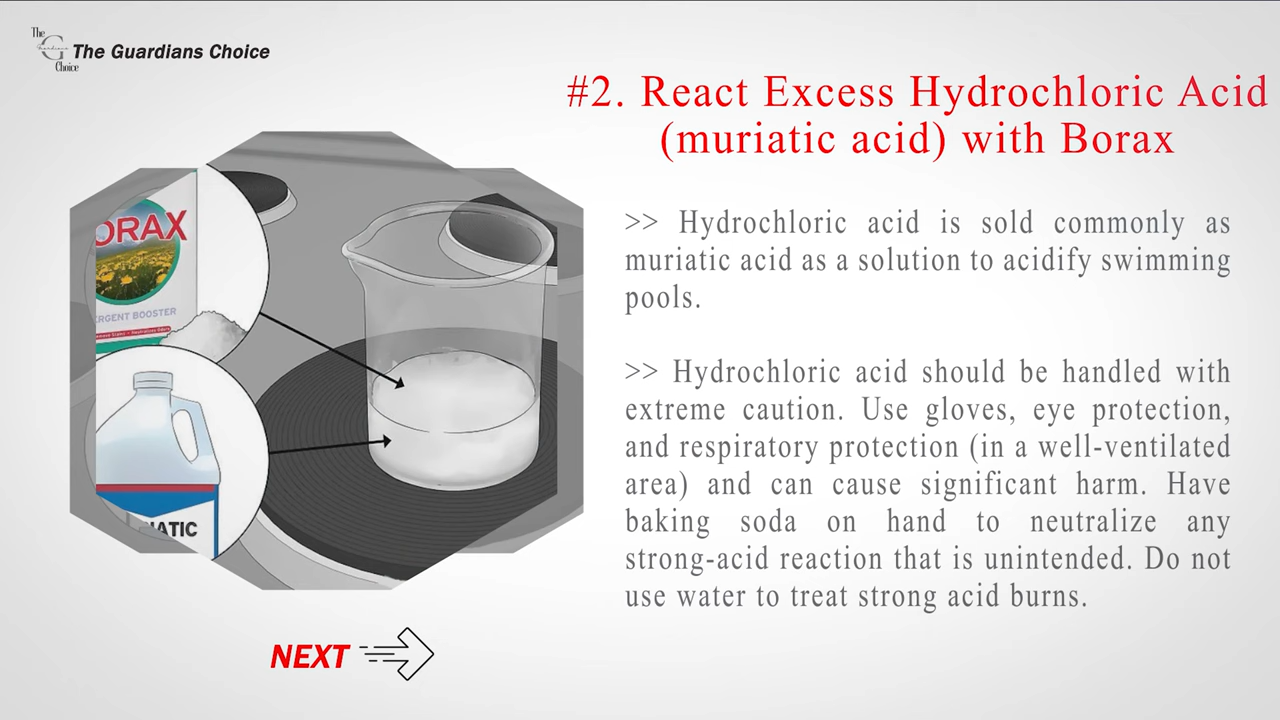 The
G
Choice
The Guardians Choice
#2. React Excess Hydrochloric Acid
(muriatic acid) with Borax
ORAX
ERGENT BOOSTER
>> Hydrochloric acid is sold commonly as
muriatic acid as a solution to acidify swimming
pools.
>> Hydrochloric acid should be handled with
extreme caution. Use gloves, eye protection,
and respiratory protection (in a well-ventilated
area) and can cause significant harm. Have
baking soda on hand to neutralize any
strong-acid reaction that is unintended. Do not
use water to treat strong acid burns.
IATIC
NEXT